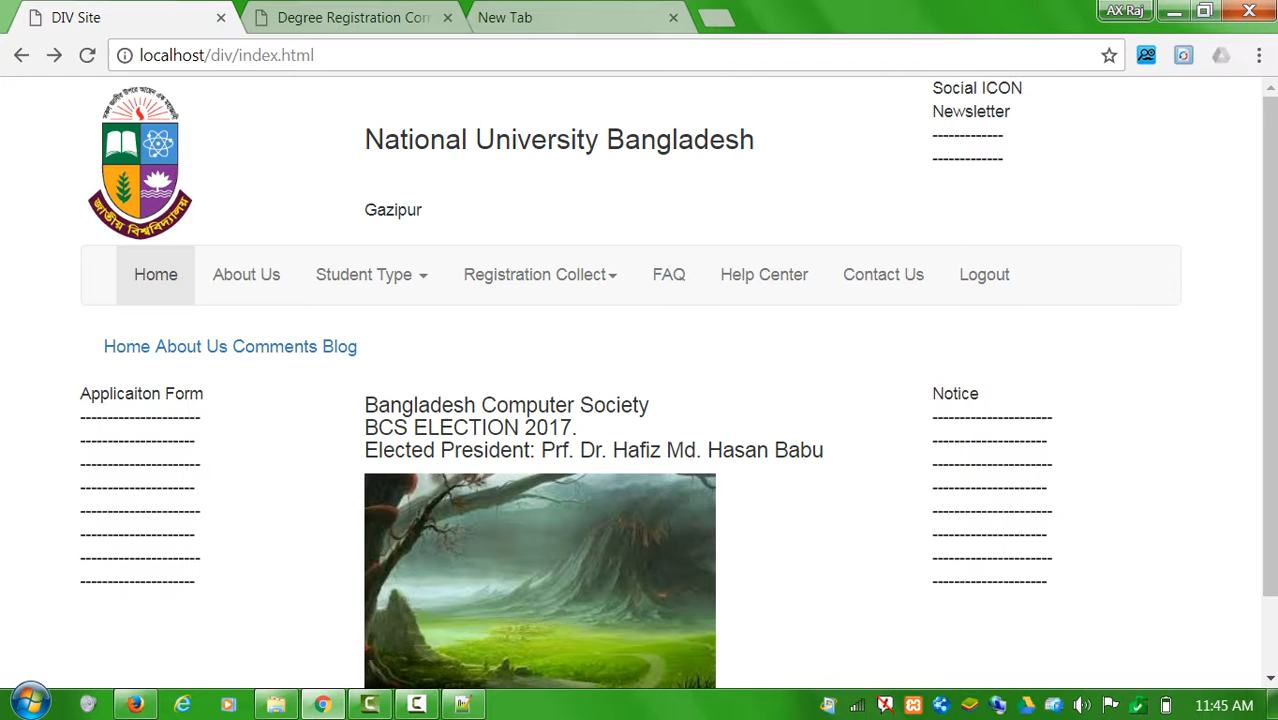 DIV Site
Degree Registration Con
New Tab
AX Raj
localhost/div/index.html
Social ICON
Newsletter
-------------
-------------
National University Bangladesh
Gazipur
জাতীয় বিশ্ববিদ্যালয়
Home About Us Student Type Registration Collect FAQ Help Center Contact Us Logout
Home About Us Comments Blog
Applicaiton Form
----------------------
---------------------
----------------------
---------------------
----------------------
---------------------
----------------------
---------------------
Bangladesh Computer Society
BCS ELECTION 2017.
Elected President: Prf. Dr. Hafiz Md. Hasan Babu
Notice
----------------------
---------------------
----------------------
---------------------
----------------------
---------------------
----------------------
---------------------
11:45 AM